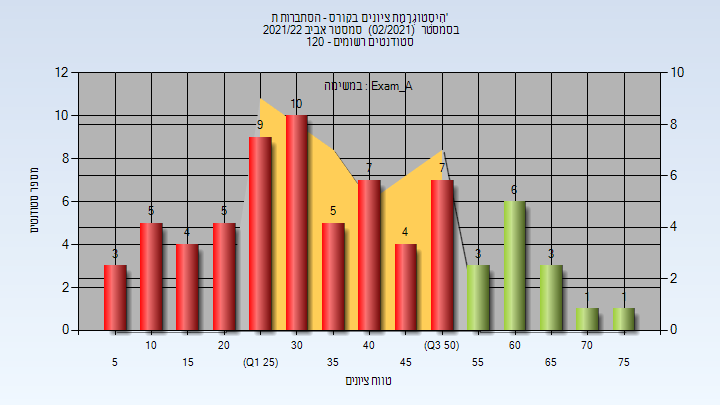 הִיסְטוֹגְרָמַת ציונים בקורס - הסתברות ת'
בסמסטר (02/2021) סמסטר אביב 2021/22
סטודנטים רשומים - 120
במשימה : Exam_A
מספר סטודנטים
12 10 8 6 4 2 0
10 8 6 4 2 0
3 5 4 5 9 10 5 7 4 7 3 6 3 1 1
10 20 30 40 (Q3 50) 60 70
5 15 (Q1 25) 35 45 55 65 75
טווח ציונים